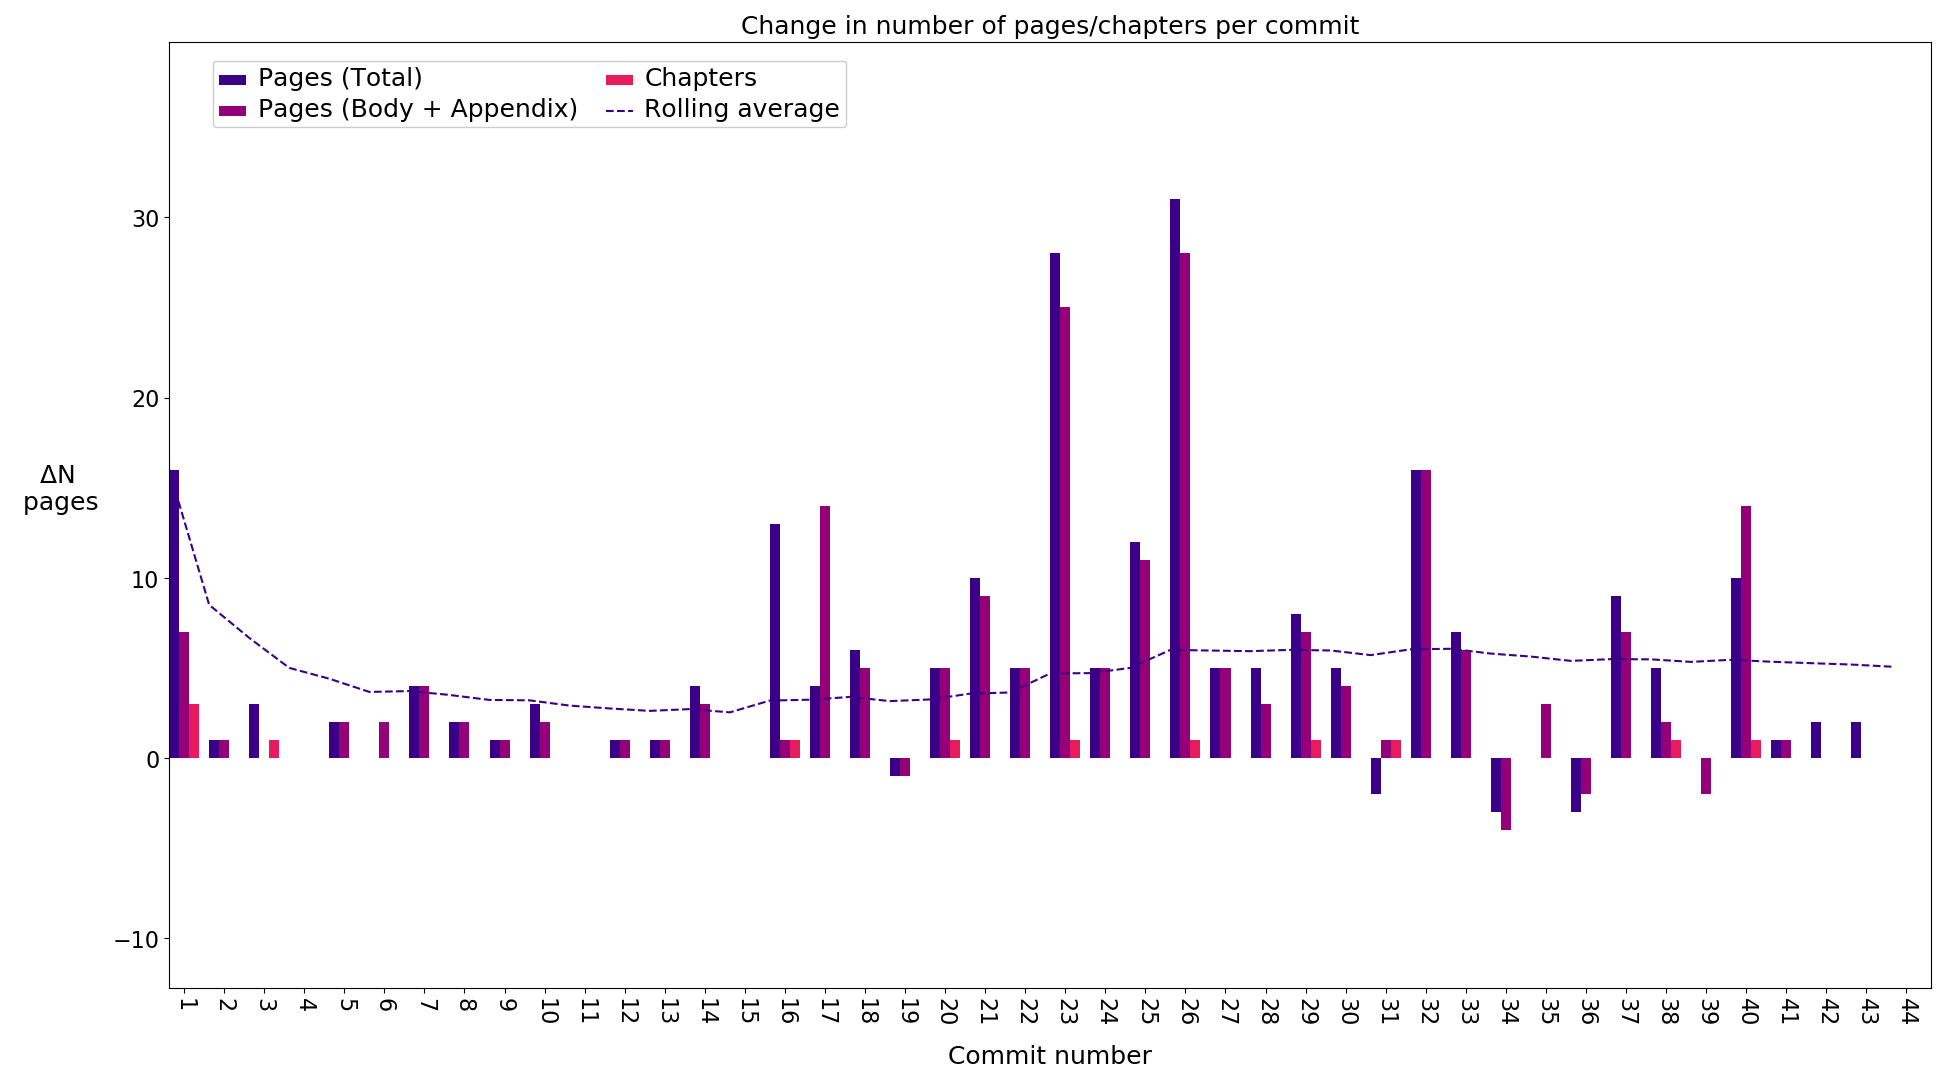 Change in number of pages/chapters per commit
Pages (Total)
Pages (Body + Appendix)
Chapters
Rolling average
30
20
10
0
−10
ΔN
pages
1 2 3 4 5 6 7 8 9 10 11 12 13 14 15 16 17 18 19 20 21 22 23 24 25 26 27 28 29 30 31 32 33 34 35 36 37 38 39 40 41 42 43 44
Commit number